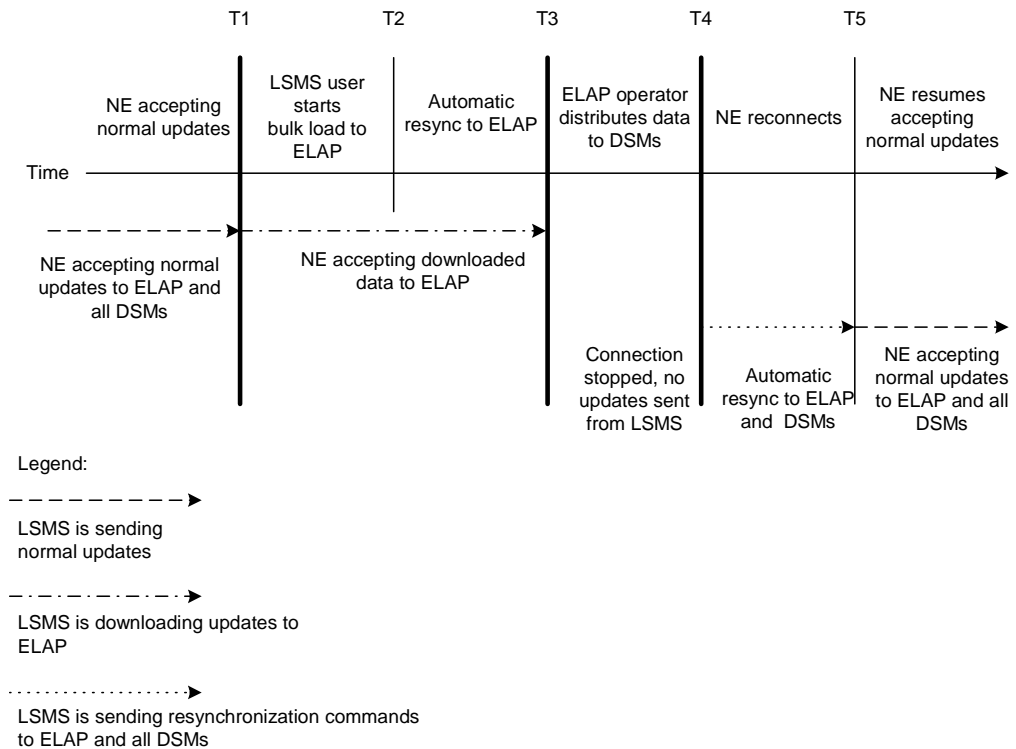 T1
T2
T3
T4
T5
NE accepting
normal updates
LSMS user
starts
bulk load to
ELAP
Automatic
resync to ELAP
ELAP operator
distributes data
to DSMs
NE reconnects
NE resumes
accepting
normal updates
Time
NE accepting normal
updates to ELAP and
all DSMs
NE accepting downloaded
data to ELAP
Connection
stopped, no
updates sent
from LSMS
Automatic
resync to ELAP
and DSMs
NE accepting
normal updates
to ELAP and all
DSMs
Legend:
LSMS is sending
normal updates
LSMS is downloading updates to
ELAP
LSMS is sending resynchronization commands
to ELAP and all DSMs